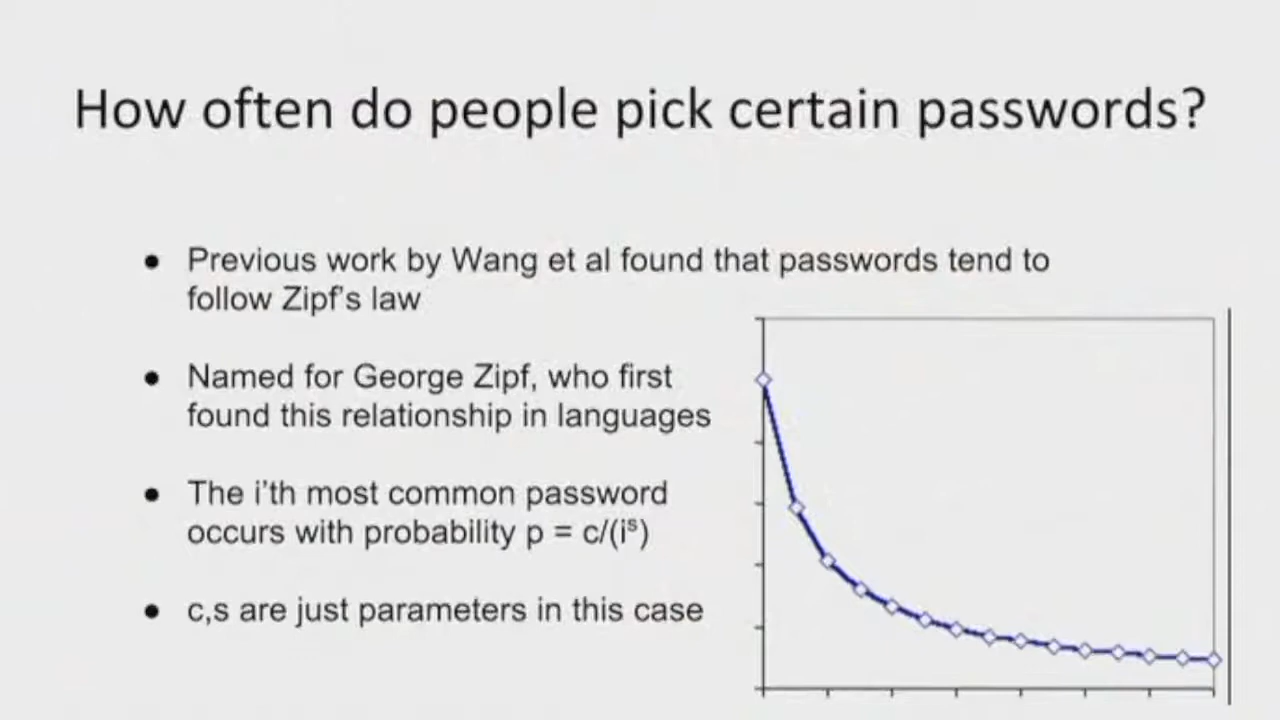 How often do people pick certain passwords?
● Previous work by Wang et al found that passwords tend to
follow Zipf's law
● Named for George Zipf, who first
found this relationship in languages
● The i'th most common password
occurs with probability p = c/(iˢ)
● c,s are just parameters in this case